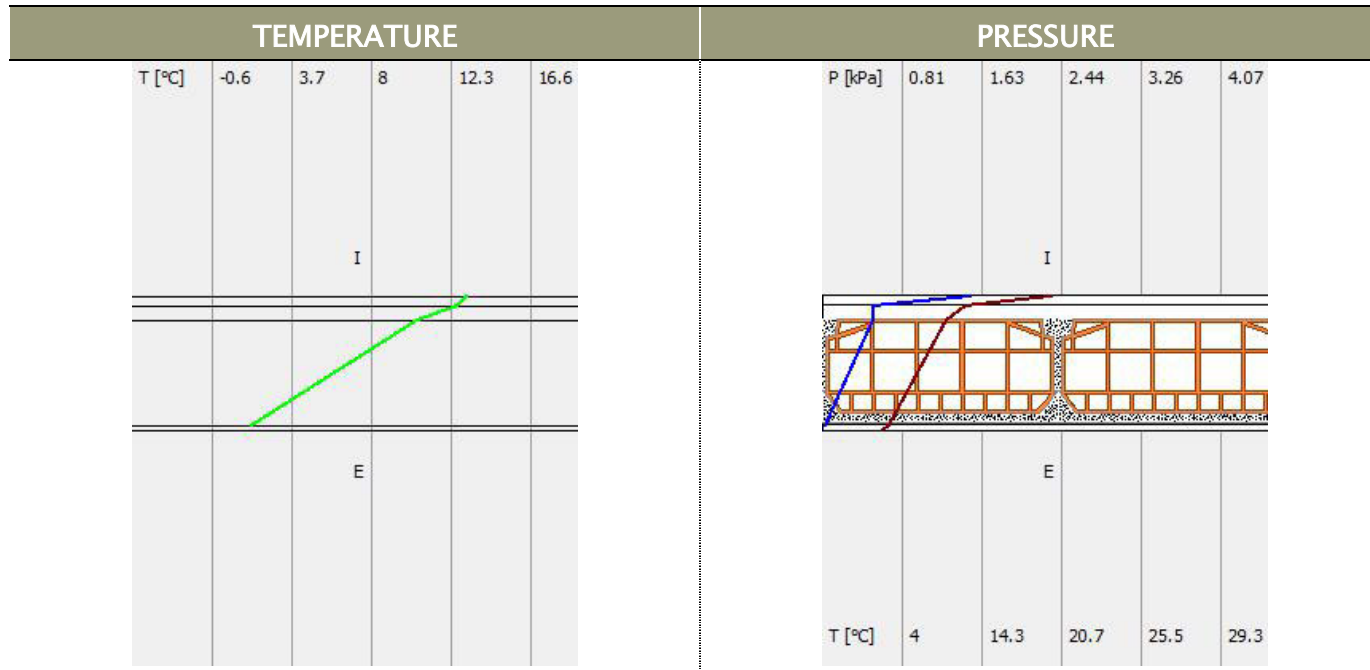 TEMPERATURE
T [°C] -0.6 3.7 8 12.3 16.6
I
E
PRESSURE
P [kPa] 0.81 1.63 2.44 3.26 4.07
I
E
T [°C] 4 14.3 20.7 25.5 29.3